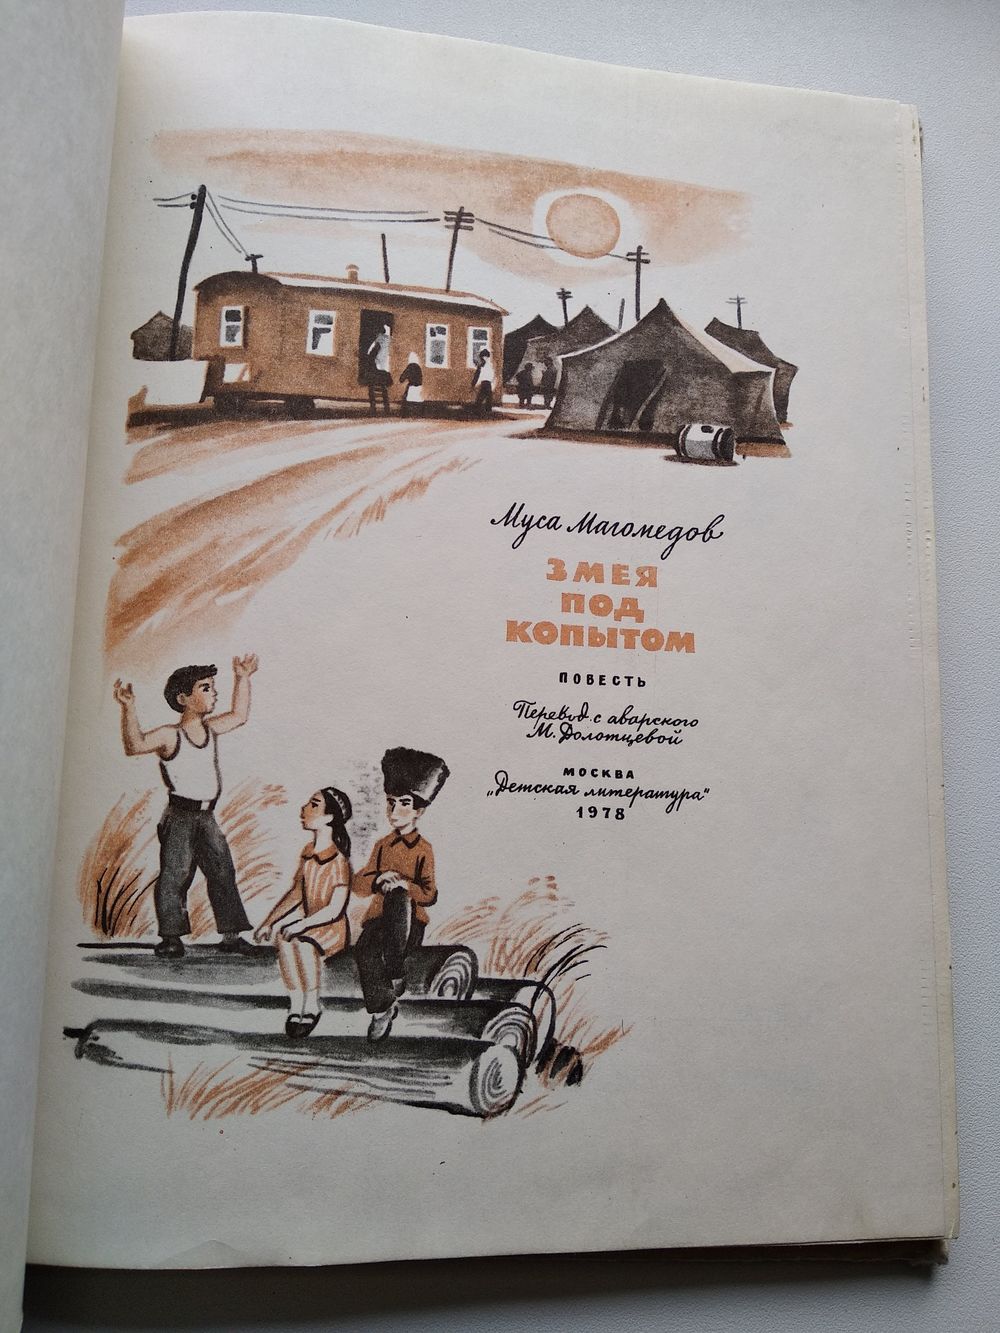 Муса Магомедов
ЗМЕЯ
ПОД
КОПЫТОМ
ПОВЕСТЬ
Перевод с аварского
М. Долотцевой
МОСКВА
„Детская литература"
1978